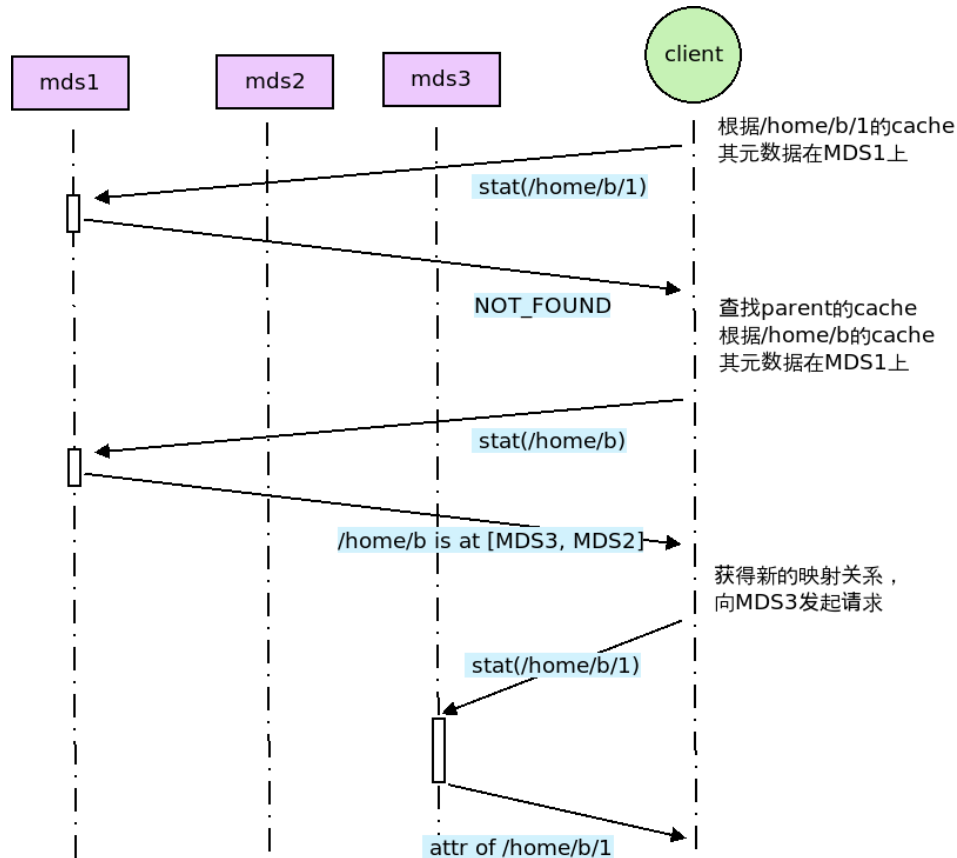 mds1
mds2
mds3
client
根据/home/b/1的cache
其元数据在MDS1上
stat(/home/b/1)
NOT_FOUND
查找parent的cache
根据/home/b的cache
其元数据在MDS1上
stat(/home/b)
/home/b is at [MDS3, MDS2]
获得新的映射关系，
向MDS3发起请求
stat(/home/b/1)
attr of /home/b/1